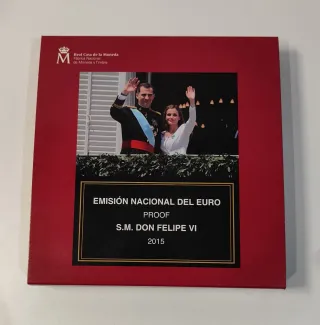 M
Real Casa de la Moneda
Fábrica Nacional
de Moneda y Timbre
EMISIÓN NACIONAL DEL EURO
PROOF
S.M. DON FELIPE VI
2015